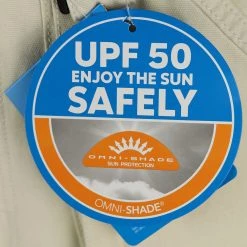 UPF 50
ENJOY THE SUN
SAFELY
OMNI-SHADE
SUN PROTECTION
OMNI-SHADE®